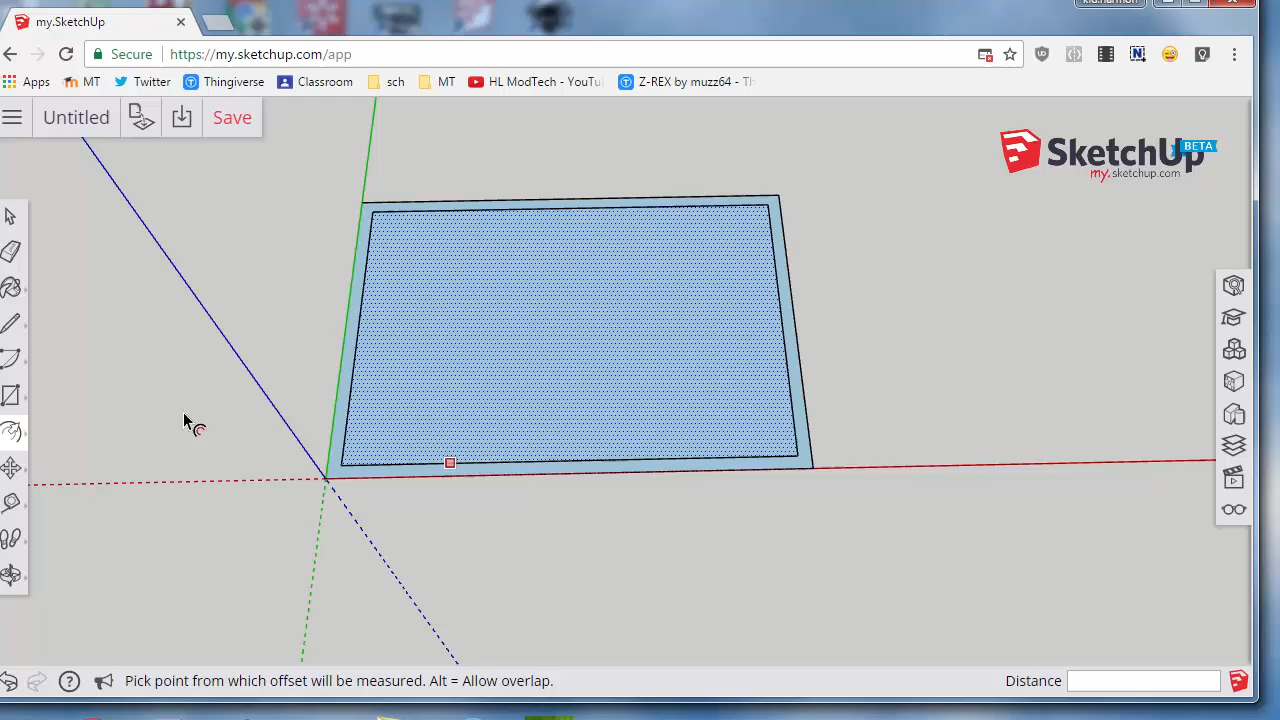 kid.harmon
my.SketchUp
Secure https://my.sketchup.com/app
Apps MT Twitter Thingiverse Classroom sch MT HL ModTech - YouTu Z-REX by muzz64 - Th
Untitled Save
SketchUp BETA
my.sketchup.com
Pick point from which offset will be measured. Alt = Allow overlap. Distance